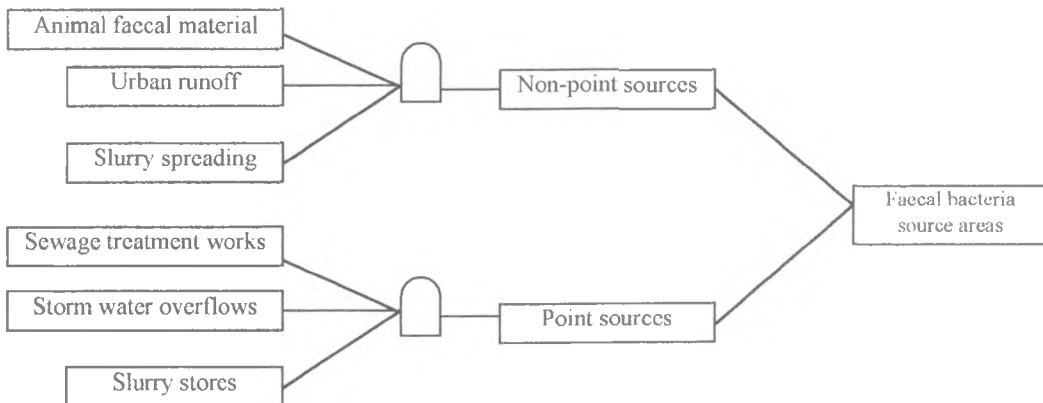 Animal faecal material
Urban runoff
Slurry spreading
Non-point sources
Faecal bacteria
source areas
Sewage treatment works
Storm water overflows
Slurry stores
Point sources